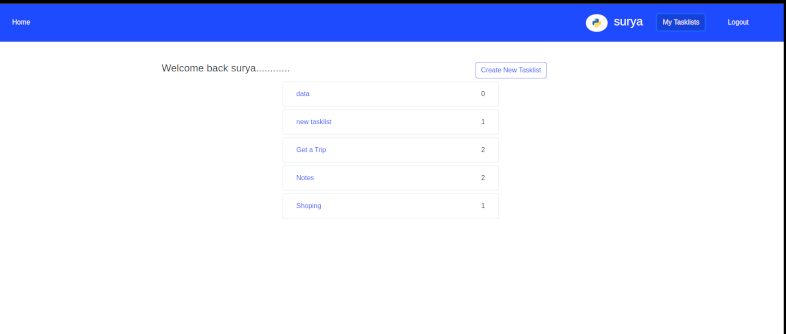 Home surya My Tasklists Logout
Welcome back surya............ Create New Tasklist
data 0
new tasklist 1
Get a Trip 2
Notes 2
Shoping 1